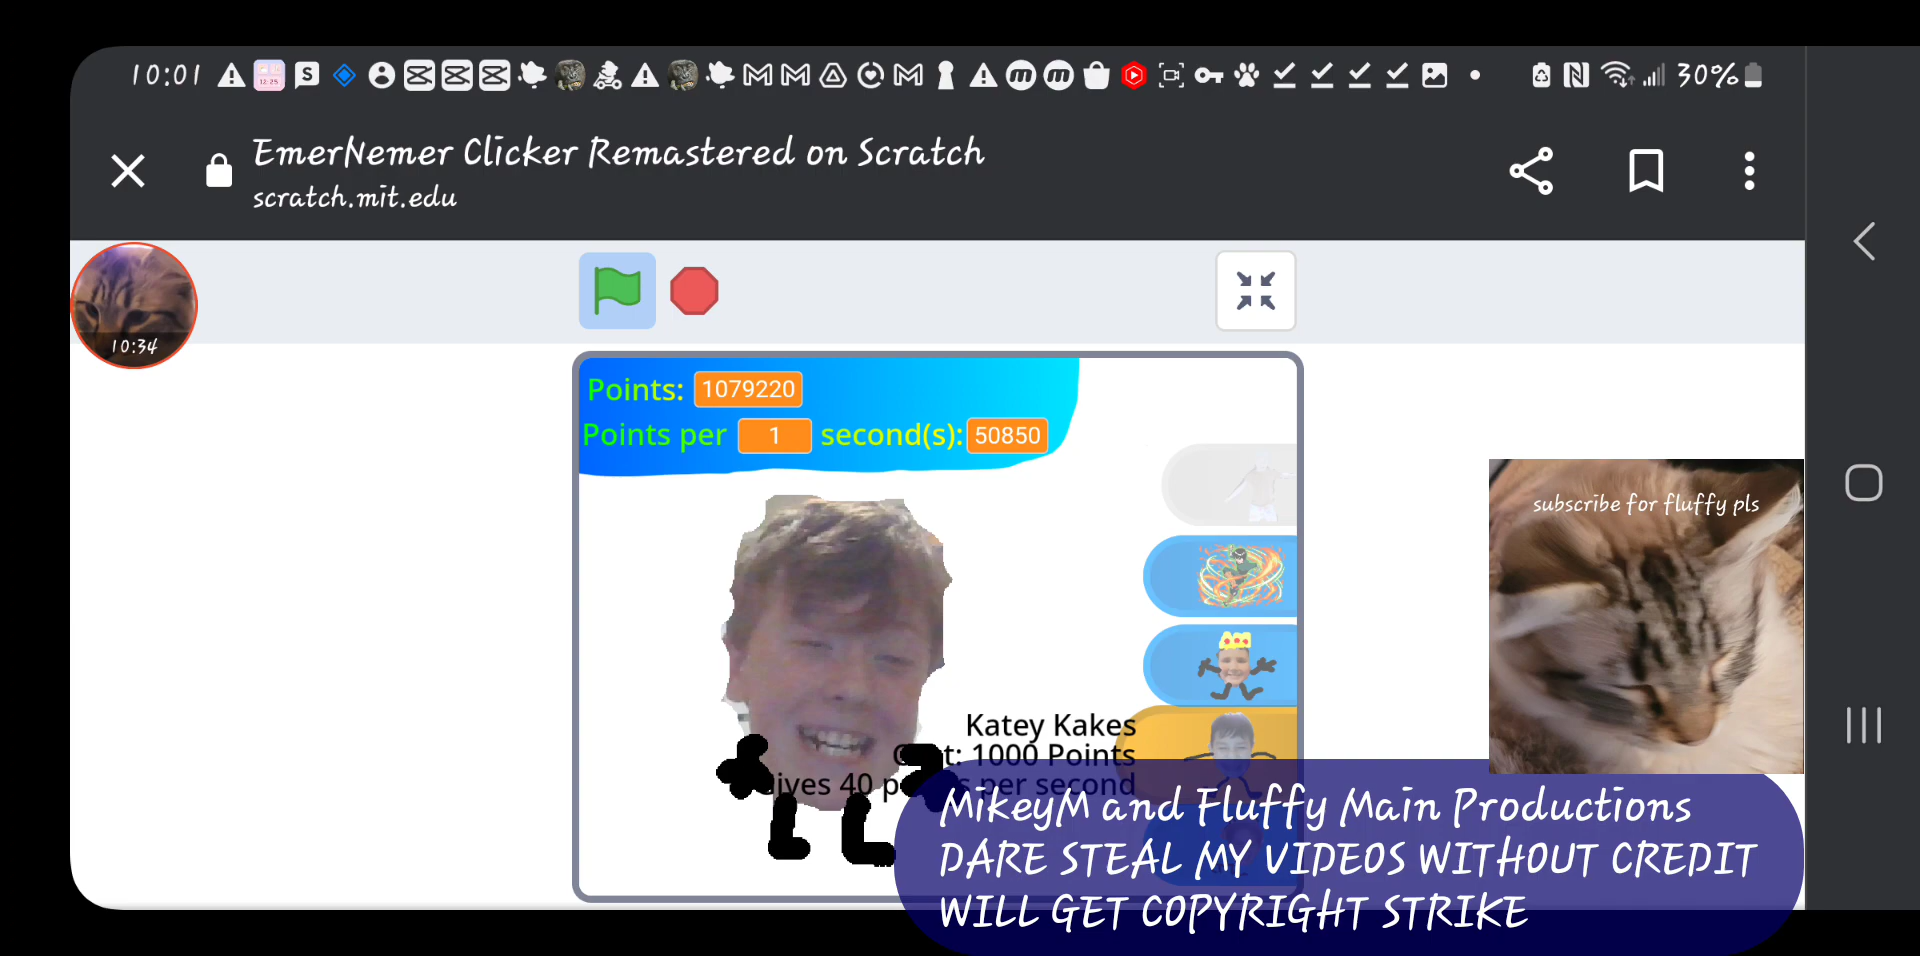 10:01
30%
EmerNemer Clicker Remastered on Scratch
scratch.mit.edu
10:34
Points: 1079220
Points per 1 second(s): 50850
subscribe for fluffy pls
Katey Kakes
1000 Points
40 per second
MikeyM and Fluffy Main Productions
DARE STEAL MY VIDEOS WITHOUT CREDIT
WILL GET COPYRIGHT STRIKE